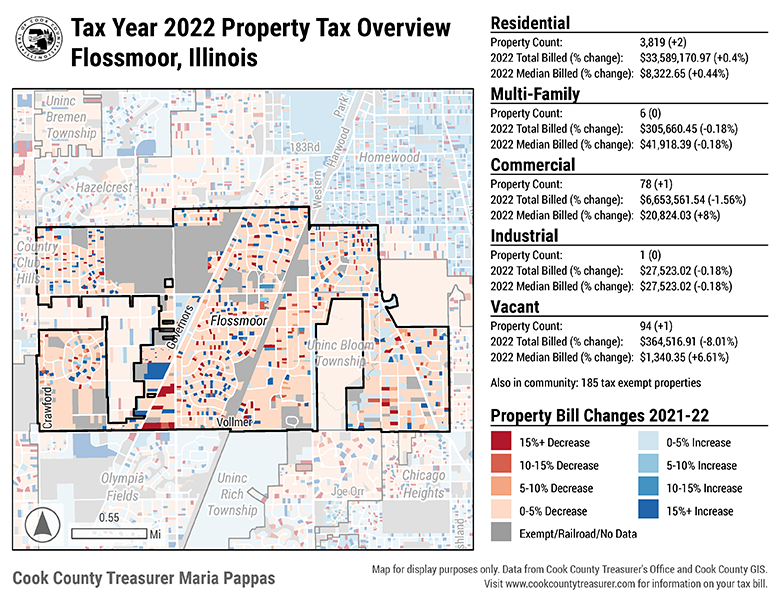 Tax Year 2022 Property Tax Overview
Flossmoor, Illinois
Residential
Property Count: 3,819 (+2)
2022 Total Billed (% change): $33,589,170.97 (+0.4%)
2022 Median Billed (% change): $8,322.65 (+0.44%)
Multi-Family
Property Count: 6 (0)
2022 Total Billed (% change): $305,660.45 (-0.18%)
2022 Median Billed (% change): $41,918.39 (-0.18%)
Commercial
Property Count: 78 (+1)
2022 Total Billed (% change): $6,653,561.54 (-1.56%)
2022 Median Billed (% change): $20,824.03 (+8%)
Industrial
Property Count: 1 (0)
2022 Total Billed (% change): $27,523.02 (-0.18%)
2022 Median Billed (% change): $27,523.02 (-0.18%)
Vacant
Property Count: 94 (+1)
2022 Total Billed (% change): $364,516.91 (-8.01%)
2022 Median Billed (% change): $1,340.35 (+6.61%)
Also in community: 185 tax exempt properties
Property Bill Changes 2021-22
15%+ Decrease
10-15% Decrease
5-10% Decrease
0-5% Decrease
Exempt/Railroad/No Data
0-5% Increase
5-10% Increase
10-15% Increase
15%+ Increase
Uninc
Bremen
Township
183Rd
Western
Halwood Park
Homewood
Hazelcrest
Country
Club
Hills
Governors
Flossmoor
Uninc Bloom
Township
Crawford
Vollmer
Olympia
Fields
Uninc
Rich
Township
Joe Orr
Chicago
Heights
0.55
Mi
Cook County Treasurer Maria Pappas
Map for display purposes only. Data from Cook County Treasurer's Office and Cook County GIS.
Visit www.cookcountytreasurer.com for information on your tax bill.